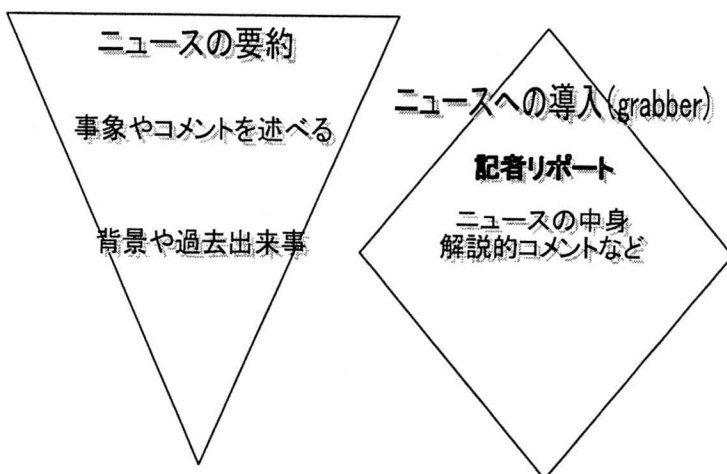 ニュースの要約
事象やコメントを述べる
背景や過去出来事
ニュースへの導入(grabber)
記者リポート
ニュースの中身
解説的コメントなど